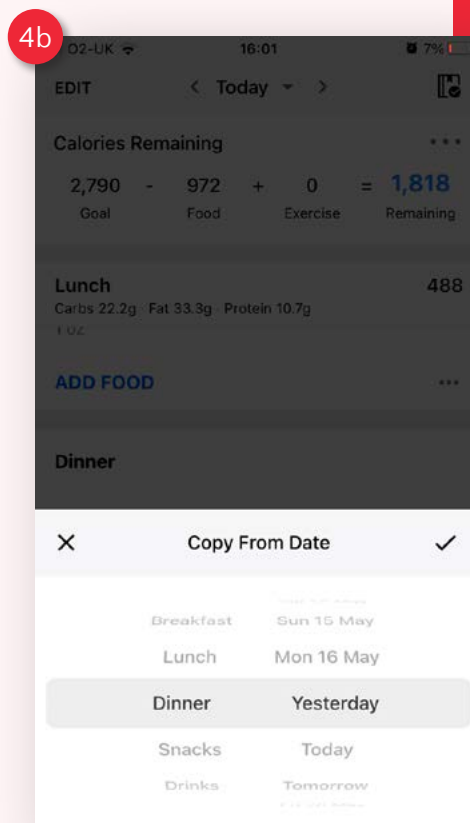 4b
O2-UK 16:01 7%
EDIT < Today >
Calories Remaining
2,790 - 972 + 0 = 1,818
Goal Food Exercise Remaining
Lunch 488
Carbs 22.2g · Fat 33.3g · Protein 10.7g
ADD FOOD
Dinner
Copy From Date
Breakfast Sun 15 May
Lunch Mon 16 May
Dinner Yesterday
Snacks Today
Drinks Tomorrow